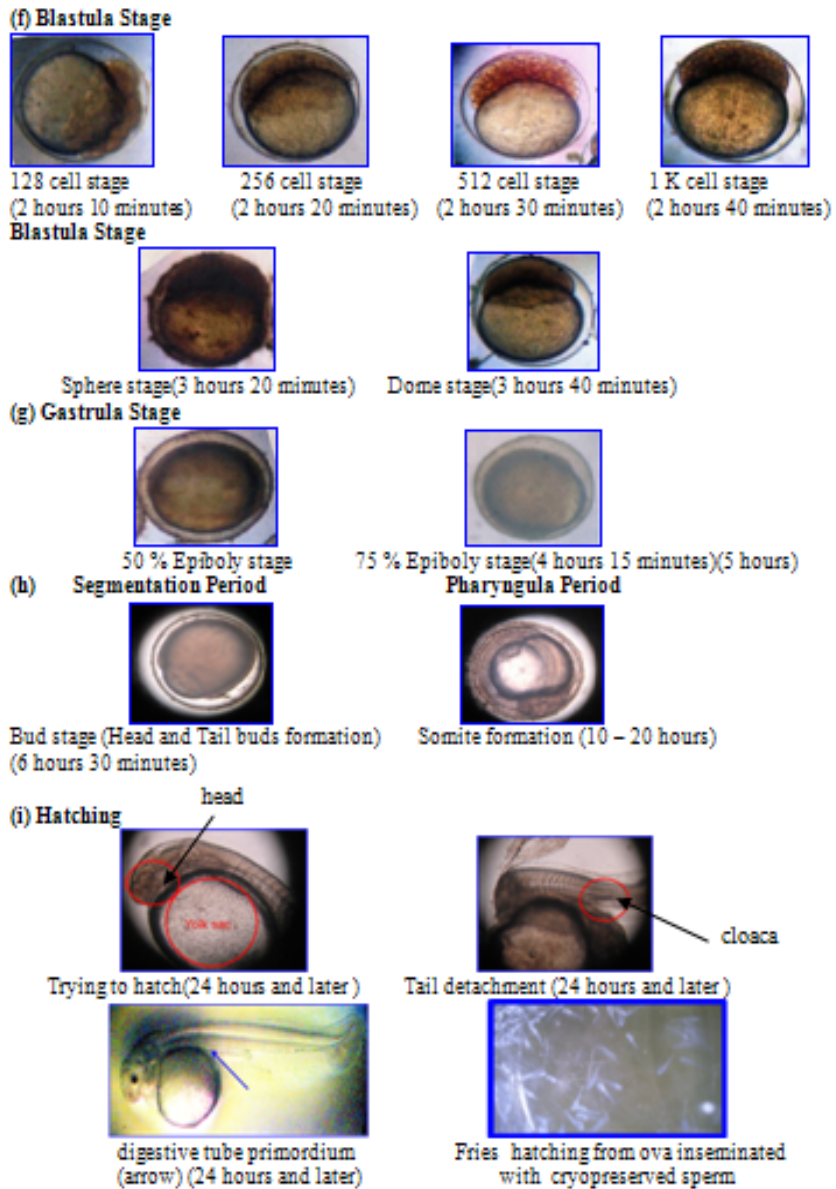 (f) Blastula Stage
128 cell stage
(2 hours 10 minutes)
256 cell stage
(2 hours 20 minutes)
512 cell stage
(2 hours 30 minutes)
1 K cell stage
(2 hours 40 minutes)
Blastula Stage
Sphere stage(3 hours 20 minutes)
Dome stage(3 hours 40 minutes)
(g) Gastrula Stage
50 % Epiboly stage
75 % Epiboly stage(4 hours 15 minutes)(5 hours)
(h) Segmentation Period
Pharyngula Period
Bud stage (Head and Tail buds formation)
(6 hours 30 minutes)
Somite formation (10 – 20 hours)
(i) Hatching
head
Yolk sac
cloaca
Trying to hatch(24 hours and later )
Tail detachment (24 hours and later )
digestive tube primordium
(arrow) (24 hours and later)
Fries hatching from ova inseminated
with cryopreserved sperm